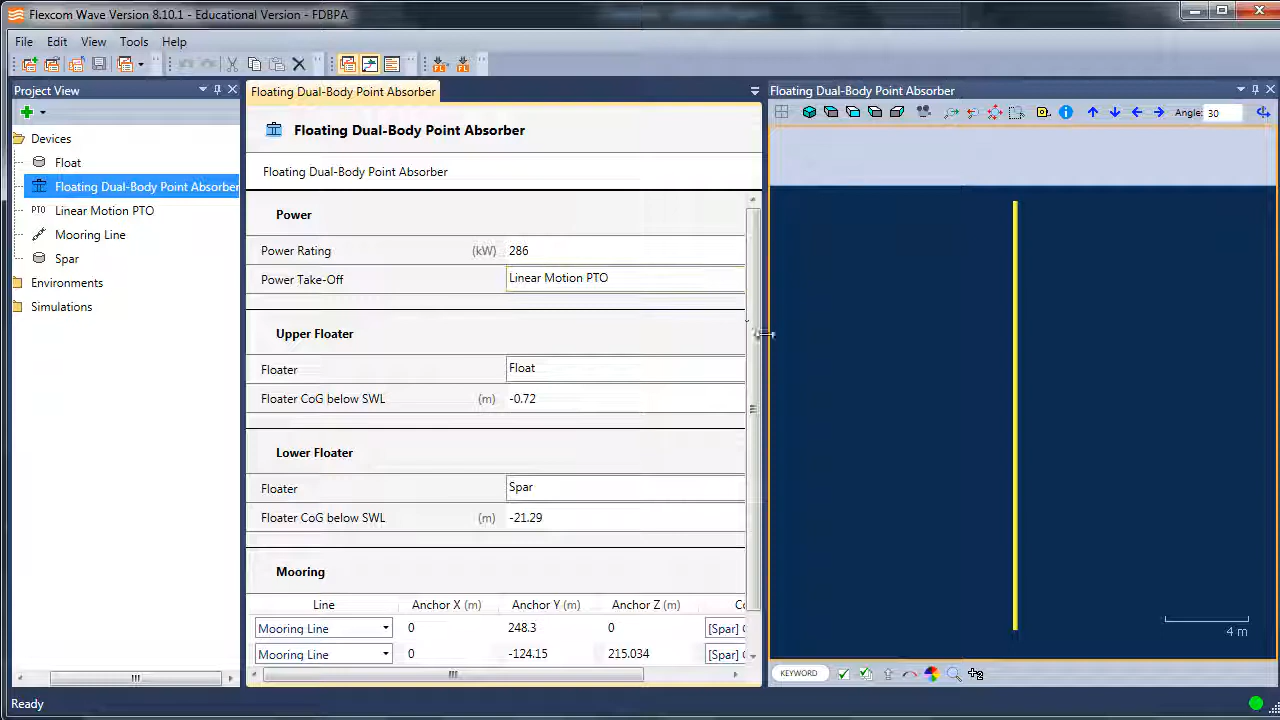 Flexcom Wave Version 8.10.1 - Educational Version - FDBPA
File Edit View Tools Help
Project View
Devices
Float
Floating Dual-Body Point Absorber
PTO Linear Motion PTO
Mooring Line
Spar
Environments
Simulations
Floating Dual-Body Point Absorber
Floating Dual-Body Point Absorber
Floating Dual-Body Point Absorber
Power
Power Rating (kW) 286
Power Take-Off Linear Motion PTO
Upper Floater
Floater Float
Floater CoG below SWL (m) -0.72
Lower Floater
Floater Spar
Floater CoG below SWL (m) -21.29
Mooring
Line Anchor X (m) Anchor Y (m) Anchor Z (m)
Mooring Line 0 248.3 0 [Spar]
Mooring Line 0 -124.15 215.034 [Spar]
Floating Dual-Body Point Absorber
Angle: 30
4 m
KEYWORD
Ready